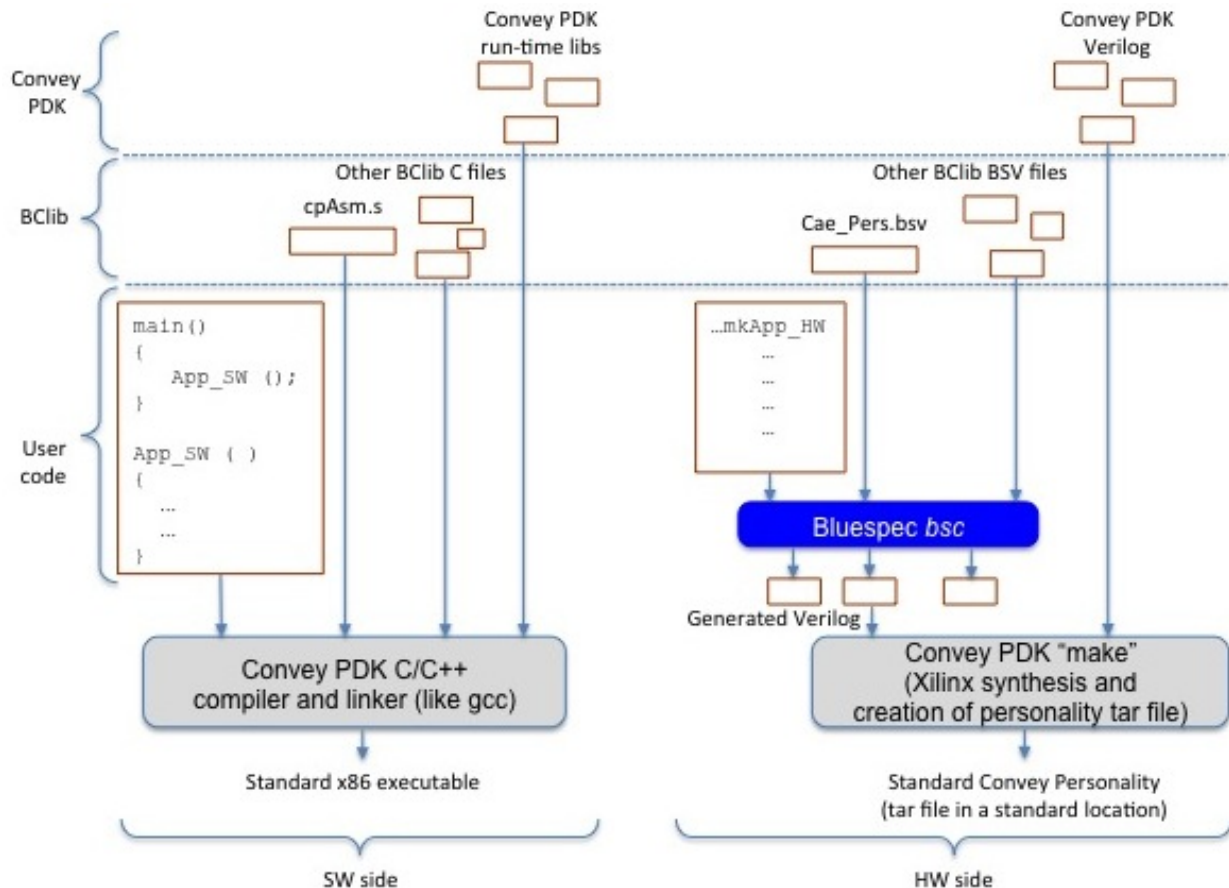 Convey PDK
run-time libs
Convey PDK
Verilog
Convey
PDK
Other BClib C files
Other BClib BSV files
cpAsm.s
Cae_Pers.bsv
BClib
main()
{
App_SW ();
}
App_SW ( )
{
...
...
}
…mkApp_HW
…
…
…
…
User
code
Bluespec bsc
Generated Verilog
Convey PDK C/C++
compiler and linker (like gcc)
Convey PDK “make”
(Xilinx synthesis and
creation of personality tar file)
Standard x86 executable
Standard Convey Personality
(tar file in a standard location)
SW side
HW side